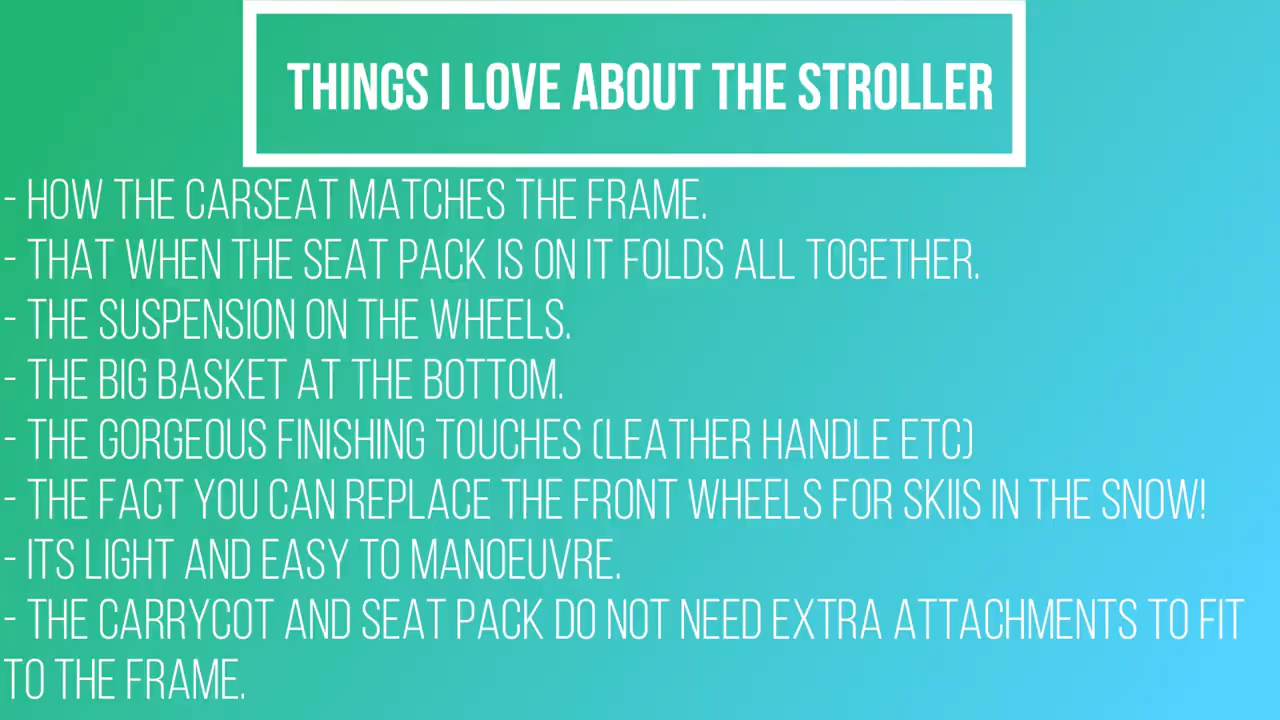 THINGS I LOVE ABOUT THE STROLLER
- HOW THE CARSEAT MATCHES THE FRAME.
- THAT WHEN THE SEAT PACK IS ON IT FOLDS ALL TOGETHER.
- THE SUSPENSION ON THE WHEELS.
- THE BIG BASKET AT THE BOTTOM.
- THE GORGEOUS FINISHING TOUCHES (LEATHER HANDLE ETC)
- THE FACT YOU CAN REPLACE THE FRONT WHEELS FOR SKIIS IN THE SNOW!
- ITS LIGHT AND EASY TO MANOEUVRE.
- THE CARRYCOT AND SEAT PACK DO NOT NEED EXTRA ATTACHMENTS TO FIT
TO THE FRAME.